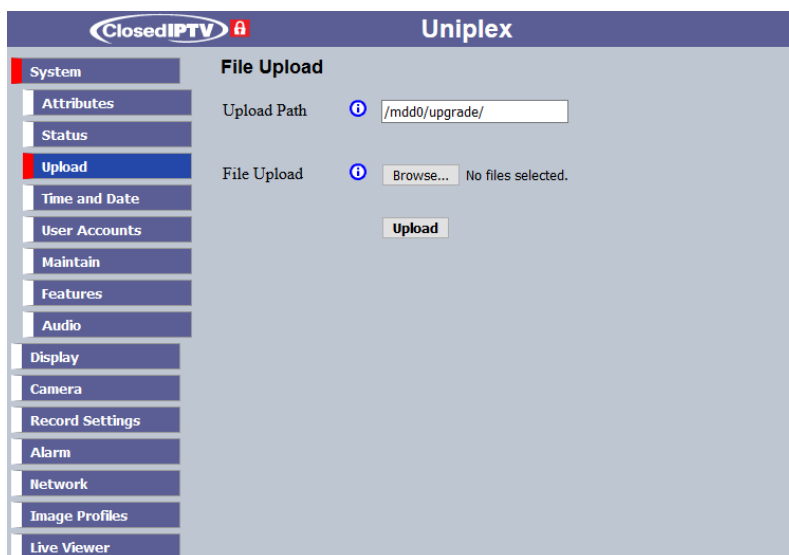 ClosedIPTV Uniplex
System
Attributes
Status
Upload
Time and Date
User Accounts
Maintain
Features
Audio
Display
Camera
Record Settings
Alarm
Network
Image Profiles
Live Viewer
File Upload
Upload Path /mdd0/upgrade/
File Upload Browse... No files selected.
Upload